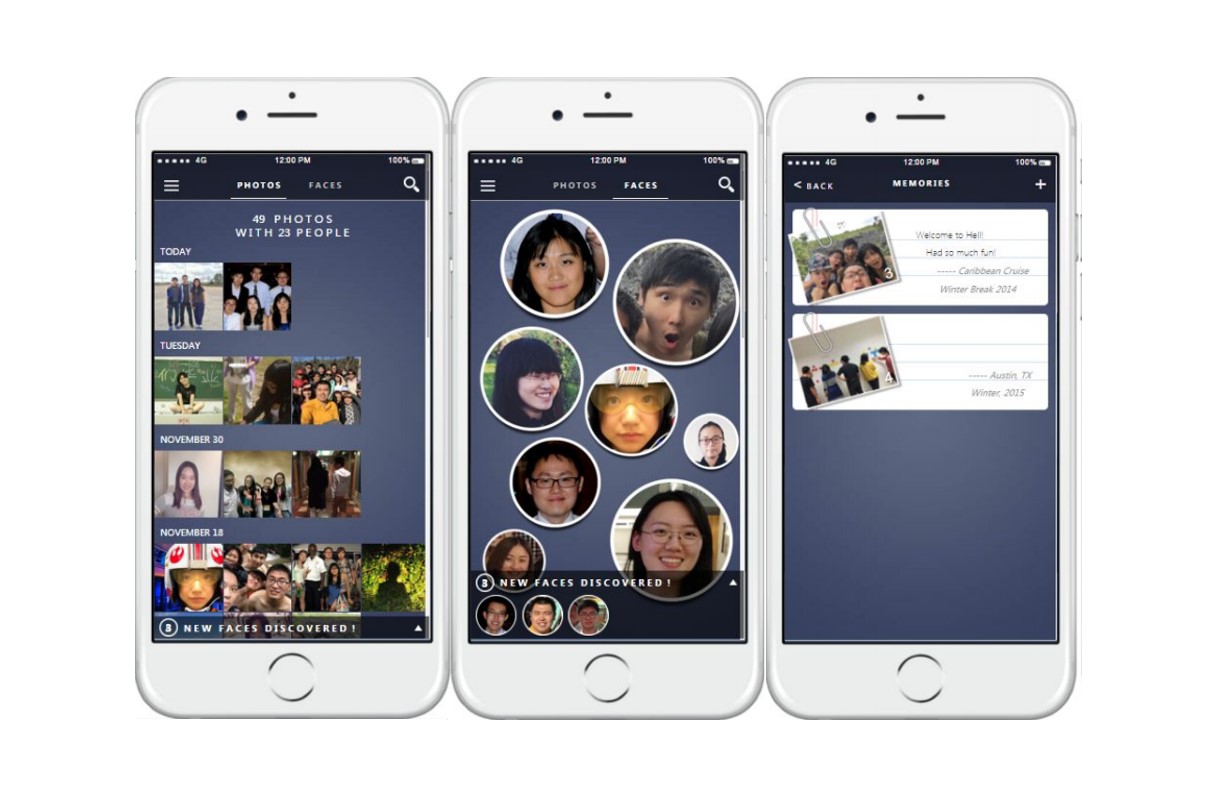 4G 12:00 PM 100%
PHOTOS FACES
49 PHOTOS
WITH 23 PEOPLE
TODAY
TUESDAY
NOVEMBER 30
NOVEMBER 18
3 NEW FACES DISCOVERED!
4G 12:00 PM 100%
PHOTOS FACES
3 NEW FACES DISCOVERED!
4G 12:00 PM 100%
< BACK MEMORIES +
Welcome to Hell!
Had so much fun!
3 ----- Caribbean Cruise
Winter Break 2014
4 ----- Austin, TX
Winter, 2015